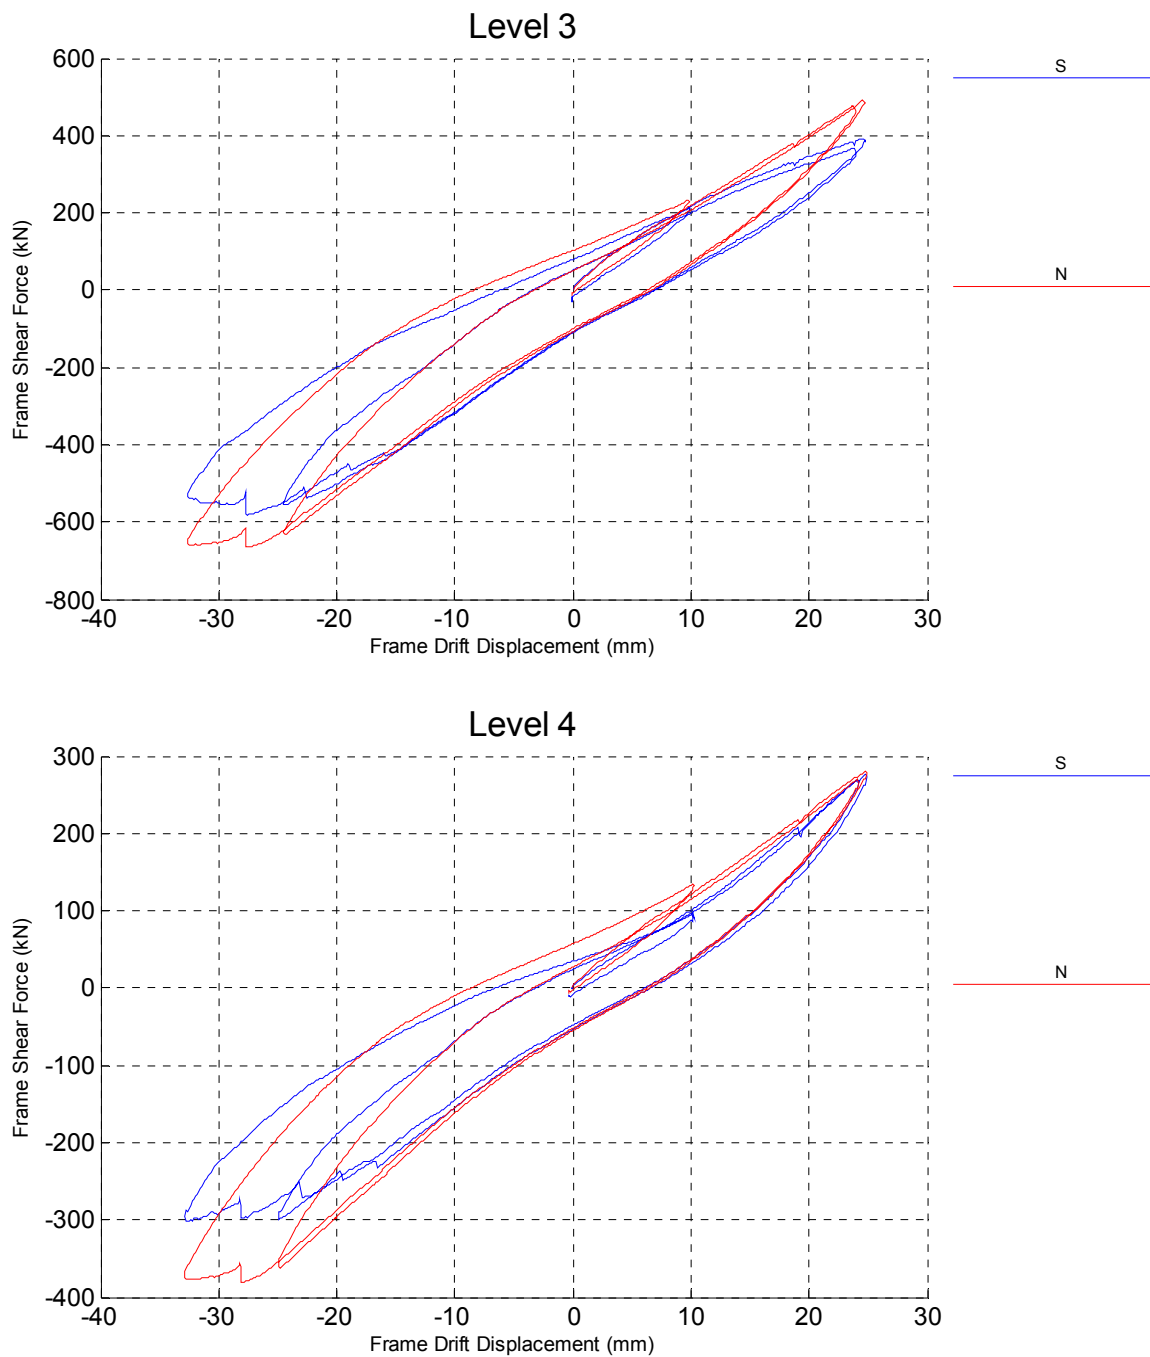 Level 3
600
400
200
0
-200
-400
-600
-800
-40 -30 -20 -10 0 10 20 30
Frame Shear Force (kN)
Frame Drift Displacement (mm)
S
N
Level 4
300
200
100
0
-100
-200
-300
-400
-40 -30 -20 -10 0 10 20 30
Frame Shear Force (kN)
Frame Drift Displacement (mm)
S
N